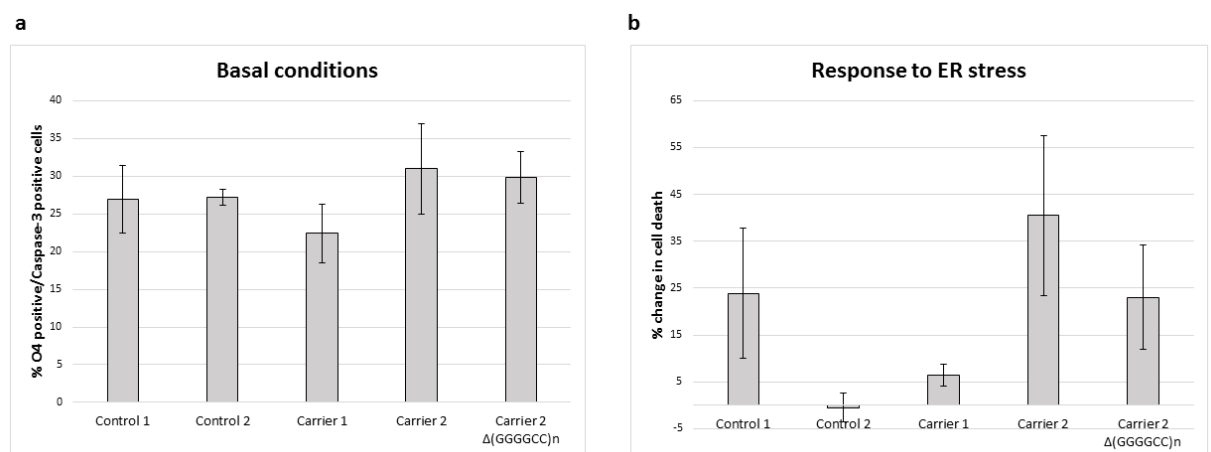 a
Basal conditions
% O4 positive/Caspase-3 positive cells
40
35
30
25
20
15
10
5
0
Control 1
Control 2
Carrier 1
Carrier 2
Carrier 2
Δ(GGGGCC)n
b
Response to ER stress
% change in cell death
65
55
45
35
25
15
5
-5
Control 1
Control 2
Carrier 1
Carrier 2
Carrier 2
Δ(GGGGCC)n